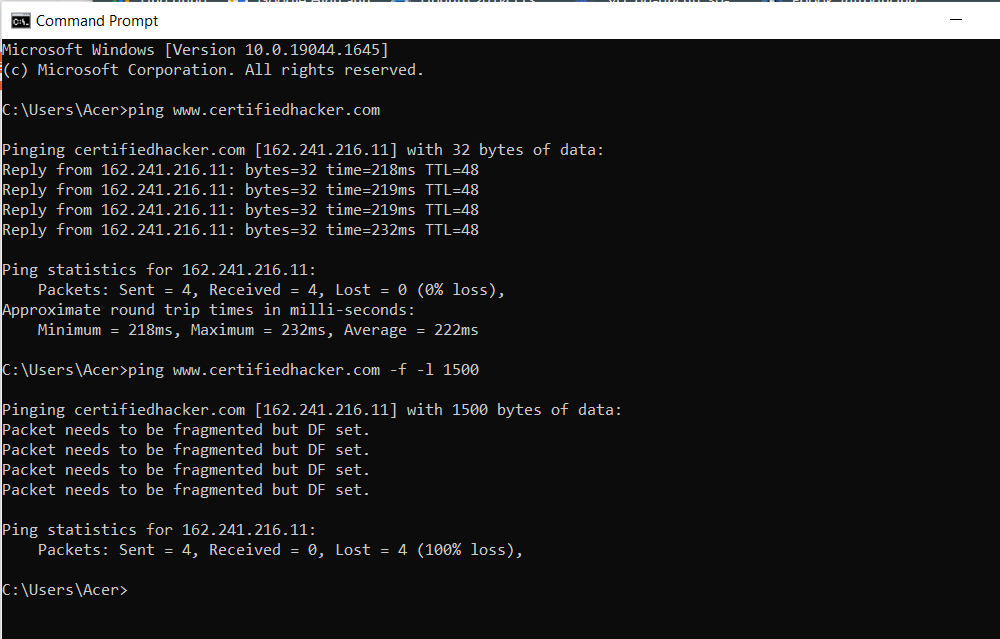 Command Prompt
Microsoft Windows [Version 10.0.19044.1645]
(c) Microsoft Corporation. All rights reserved.
C:\Users\Acer>ping www.certifiedhacker.com
Pinging certifiedhacker.com [162.241.216.11] with 32 bytes of data:
Reply from 162.241.216.11: bytes=32 time=218ms TTL=48
Reply from 162.241.216.11: bytes=32 time=219ms TTL=48
Reply from 162.241.216.11: bytes=32 time=219ms TTL=48
Reply from 162.241.216.11: bytes=32 time=232ms TTL=48
Ping statistics for 162.241.216.11:
    Packets: Sent = 4, Received = 4, Lost = 0 (0% loss),
Approximate round trip times in milli-seconds:
    Minimum = 218ms, Maximum = 232ms, Average = 222ms
C:\Users\Acer>ping www.certifiedhacker.com -f -l 1500
Pinging certifiedhacker.com [162.241.216.11] with 1500 bytes of data:
Packet needs to be fragmented but DF set.
Packet needs to be fragmented but DF set.
Packet needs to be fragmented but DF set.
Packet needs to be fragmented but DF set.
Ping statistics for 162.241.216.11:
    Packets: Sent = 4, Received = 0, Lost = 4 (100% loss),
C:\Users\Acer>